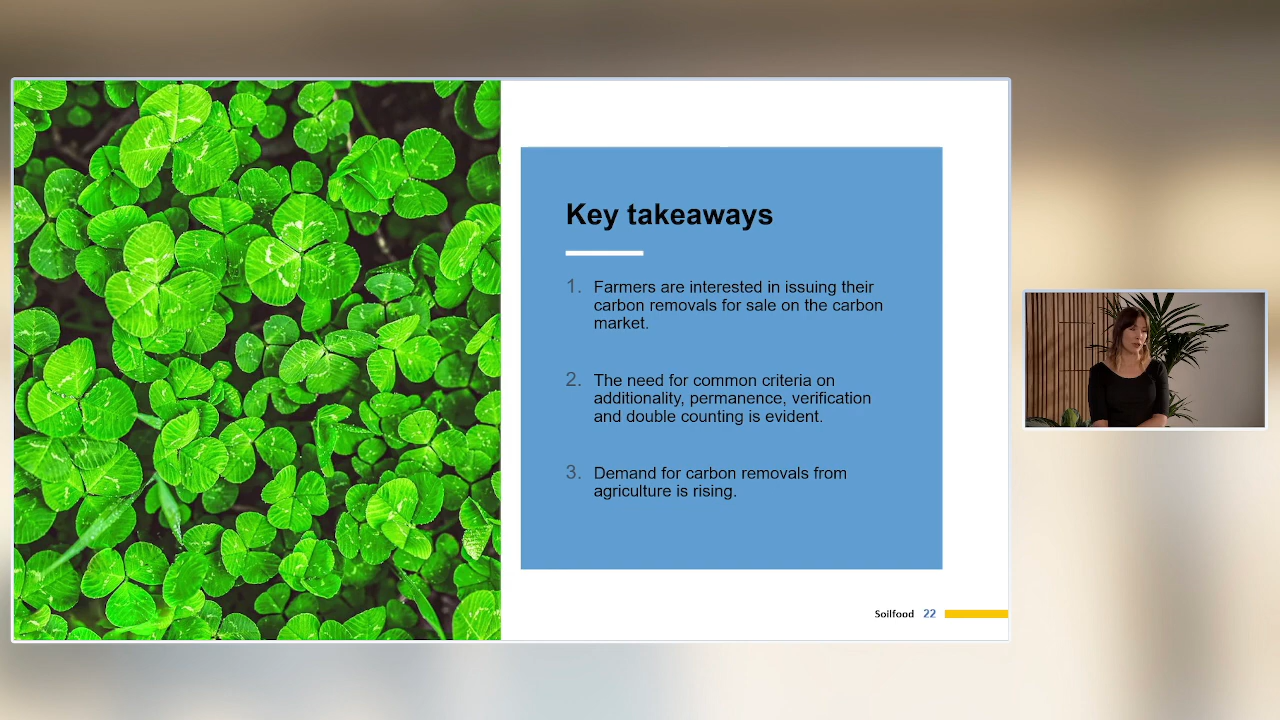 Key takeaways
1. Farmers are interested in issuing their
carbon removals for sale on the carbon
market.
2. The need for common criteria on
additionality, permanence, verification
and double counting is evident.
3. Demand for carbon removals from
agriculture is rising.
Soilfood 22